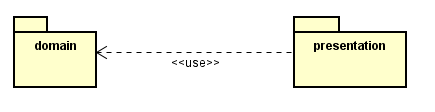 domain
presentation
<<use>>